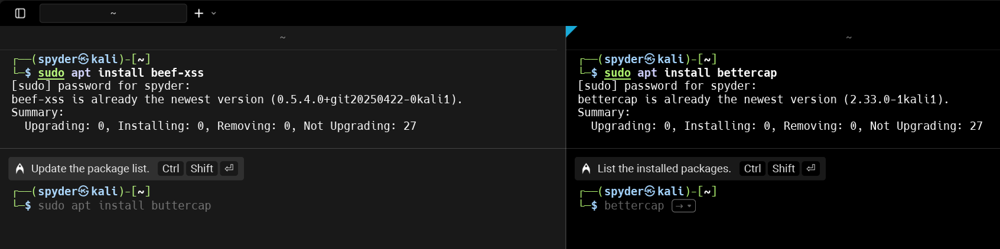 ~
~
┌──(spyder㉿kali)-[~]
└─$ sudo apt install beef-xss
[sudo] password for spyder:
beef-xss is already the newest version (0.5.4.0+git20250422-0kali1).
Summary:
  Upgrading: 0, Installing: 0, Removing: 0, Not Upgrading: 27
Update the package list. Ctrl Shift ⏎
┌──(spyder㉿kali)-[~]
└─$ sudo apt install buttercap
~
┌──(spyder㉿kali)-[~]
└─$ sudo apt install bettercap
[sudo] password for spyder:
bettercap is already the newest version (2.33.0-1kali1).
Summary:
  Upgrading: 0, Installing: 0, Removing: 0, Not Upgrading: 27
List the installed packages. Ctrl Shift ⏎
┌──(spyder㉿kali)-[~]
└─$ bettercap →